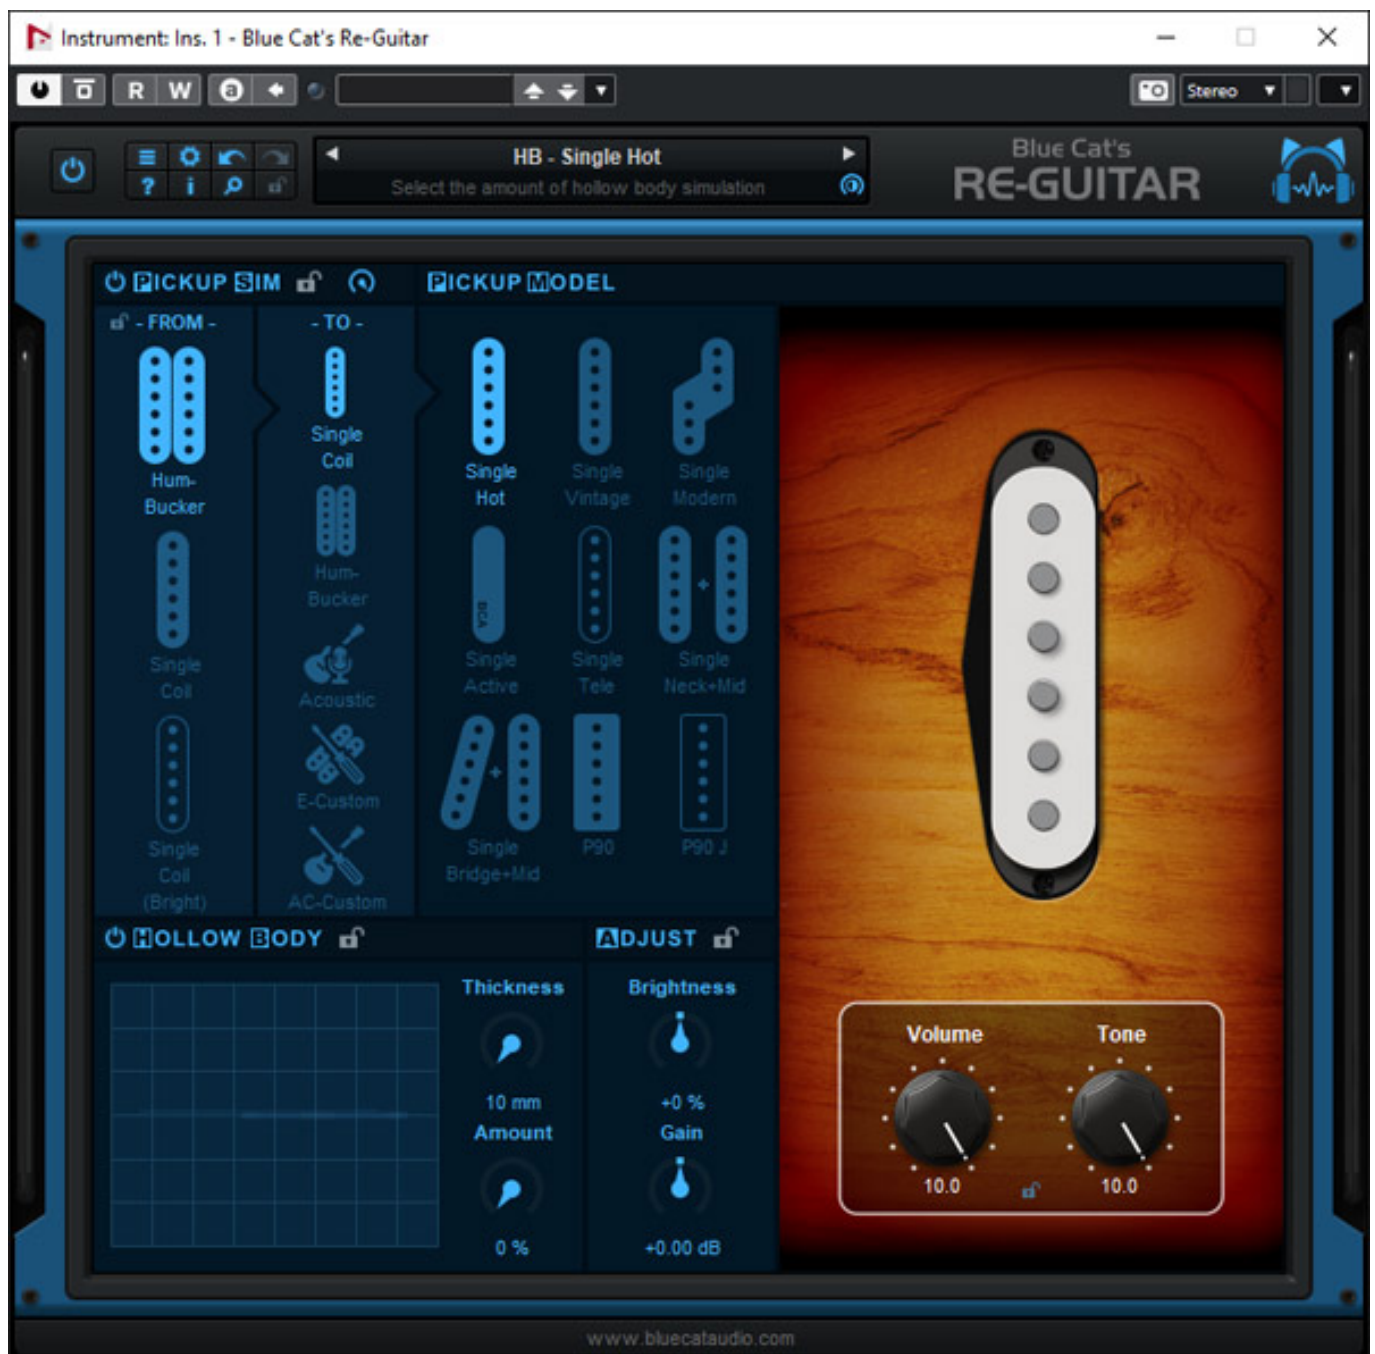 Instrument: Ins. 1 - Blue Cat's Re-Guitar
R W a Stereo
HB - Single Hot
Select the amount of hollow body simulation
? i
Blue Cat's
RE-GUITAR
PICKUP SIM
PICKUP MODEL
- FROM -
- TO -
Hum-
Bucker
Single
Coil
Single
Coil
(Bright)
Single
Coil
Hum-
Bucker
Acoustic
BA
BB
E-Custom
AC-Custom
Single
Hot
Single
Vintage
Single
Modern
BCA
Single
Active
Single
Tele
+
Single
Neck+Mid
+
Single
Bridge+Mid
P90
P90 J
HOLLOW BODY
ADJUST
Thickness
10 mm
Amount
0 %
Brightness
+0 %
Gain
+0.00 dB
Volume
10.0
Tone
10.0
www.bluecataudio.com